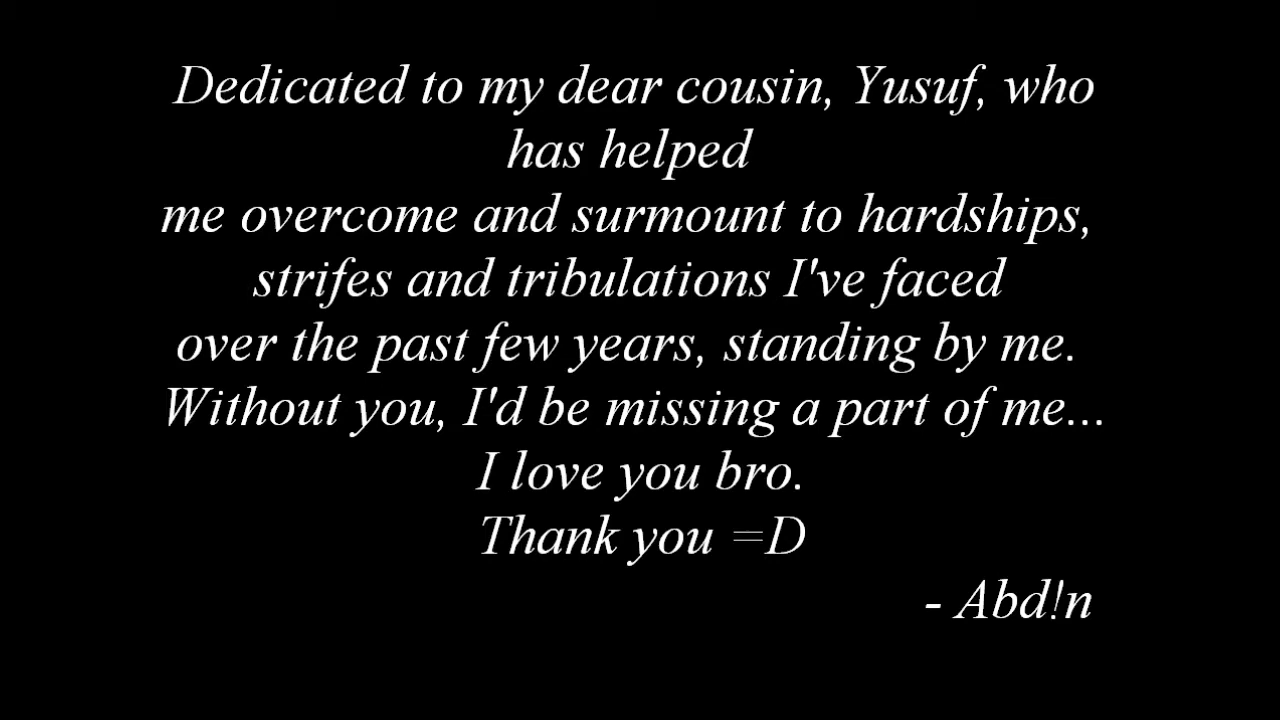 Dedicated to my dear cousin, Yusuf, who
has helped
me overcome and surmount to hardships,
strifes and tribulations I've faced
over the past few years, standing by me.
Without you, I'd be missing a part of me...
I love you bro.
Thank you =D
- Abd!n